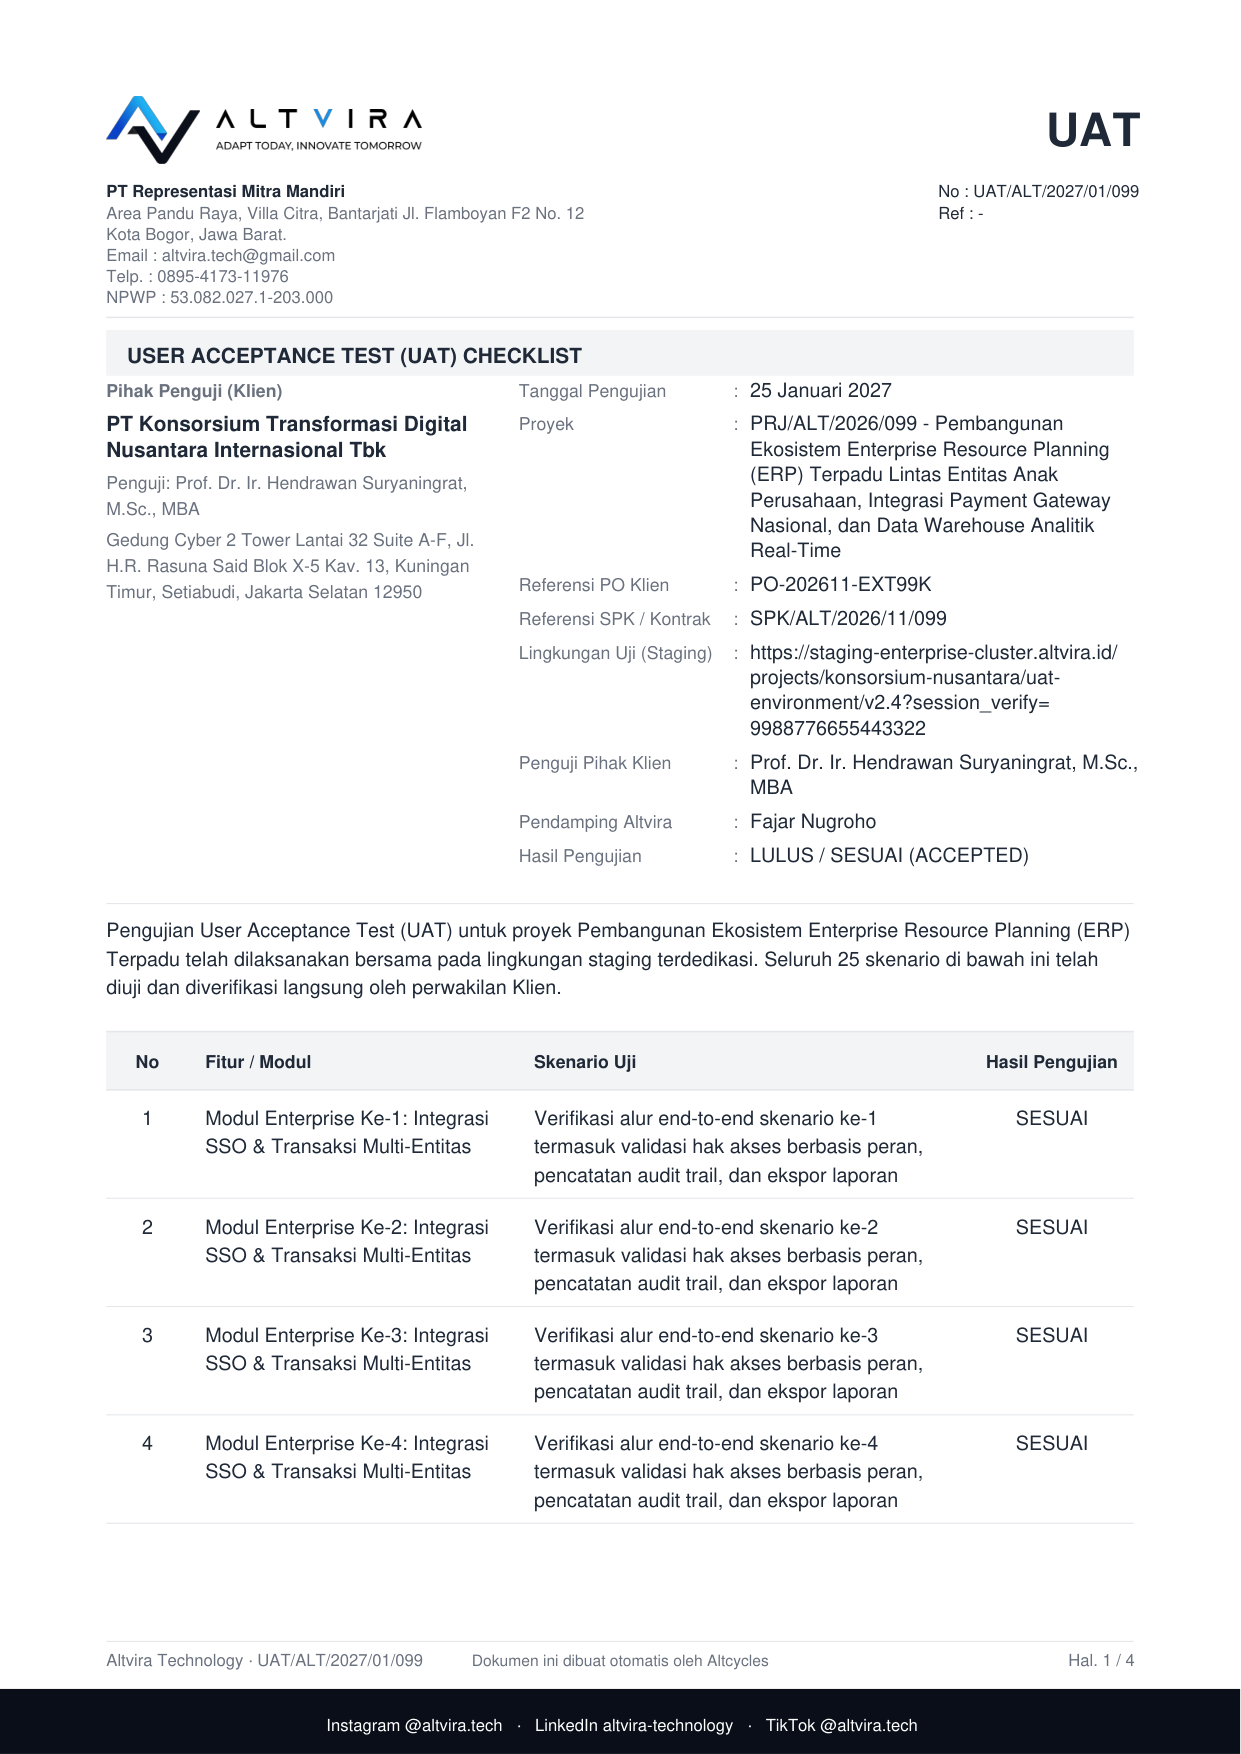 ALTVIRA
ADAPT TODAY, INNOVATE TOMORROW
UAT
PT Representasi Mitra Mandiri
Area Pandu Raya, Villa Citra, Bantarjati Jl. Flamboyan F2 No. 12
Kota Bogor, Jawa Barat.
Email : altvira.tech@gmail.com
Telp. : 0895-4173-11976
NPWP : 53.082.027.1-203.000
No : UAT/ALT/2027/01/099
Ref : -
USER ACCEPTANCE TEST (UAT) CHECKLIST
Pihak Penguji (Klien)
PT Konsorsium Transformasi Digital
Nusantara Internasional Tbk
Penguji: Prof. Dr. Ir. Hendrawan Suryaningrat,
M.Sc., MBA
Gedung Cyber 2 Tower Lantai 32 Suite A-F, Jl.
H.R. Rasuna Said Blok X-5 Kav. 13, Kuningan
Timur, Setiabudi, Jakarta Selatan 12950
Tanggal Pengujian : 25 Januari 2027
Proyek : PRJ/ALT/2026/099 - Pembangunan
Ekosistem Enterprise Resource Planning
(ERP) Terpadu Lintas Entitas Anak
Perusahaan, Integrasi Payment Gateway
Nasional, dan Data Warehouse Analitik
Real-Time
Referensi PO Klien : PO-202611-EXT99K
Referensi SPK / Kontrak : SPK/ALT/2026/11/099
Lingkungan Uji (Staging) : https://staging-enterprise-cluster.altvira.id/
projects/konsorsium-nusantara/uat-
environment/v2.4?session_verify=
9988776655443322
Penguji Pihak Klien : Prof. Dr. Ir. Hendrawan Suryaningrat, M.Sc.,
MBA
Pendamping Altvira : Fajar Nugroho
Hasil Pengujian : LULUS / SESUAI (ACCEPTED)
Pengujian User Acceptance Test (UAT) untuk proyek Pembangunan Ekosistem Enterprise Resource Planning (ERP)
Terpadu telah dilaksanakan bersama pada lingkungan staging terdedikasi. Seluruh 25 skenario di bawah ini telah
diuji dan diverifikasi langsung oleh perwakilan Klien.
No Fitur / Modul Skenario Uji Hasil Pengujian
1 Modul Enterprise Ke-1: Integrasi Verifikasi alur end-to-end skenario ke-1 SESUAI
SSO & Transaksi Multi-Entitas termasuk validasi hak akses berbasis peran,
pencatatan audit trail, dan ekspor laporan
2 Modul Enterprise Ke-2: Integrasi Verifikasi alur end-to-end skenario ke-2 SESUAI
SSO & Transaksi Multi-Entitas termasuk validasi hak akses berbasis peran,
pencatatan audit trail, dan ekspor laporan
3 Modul Enterprise Ke-3: Integrasi Verifikasi alur end-to-end skenario ke-3 SESUAI
SSO & Transaksi Multi-Entitas termasuk validasi hak akses berbasis peran,
pencatatan audit trail, dan ekspor laporan
4 Modul Enterprise Ke-4: Integrasi Verifikasi alur end-to-end skenario ke-4 SESUAI
SSO & Transaksi Multi-Entitas termasuk validasi hak akses berbasis peran,
pencatatan audit trail, dan ekspor laporan
Altvira Technology · UAT/ALT/2027/01/099 Dokumen ini dibuat otomatis oleh Altcycles Hal. 1 / 4
Instagram @altvira.tech · LinkedIn altvira-technology · TikTok @altvira.tech